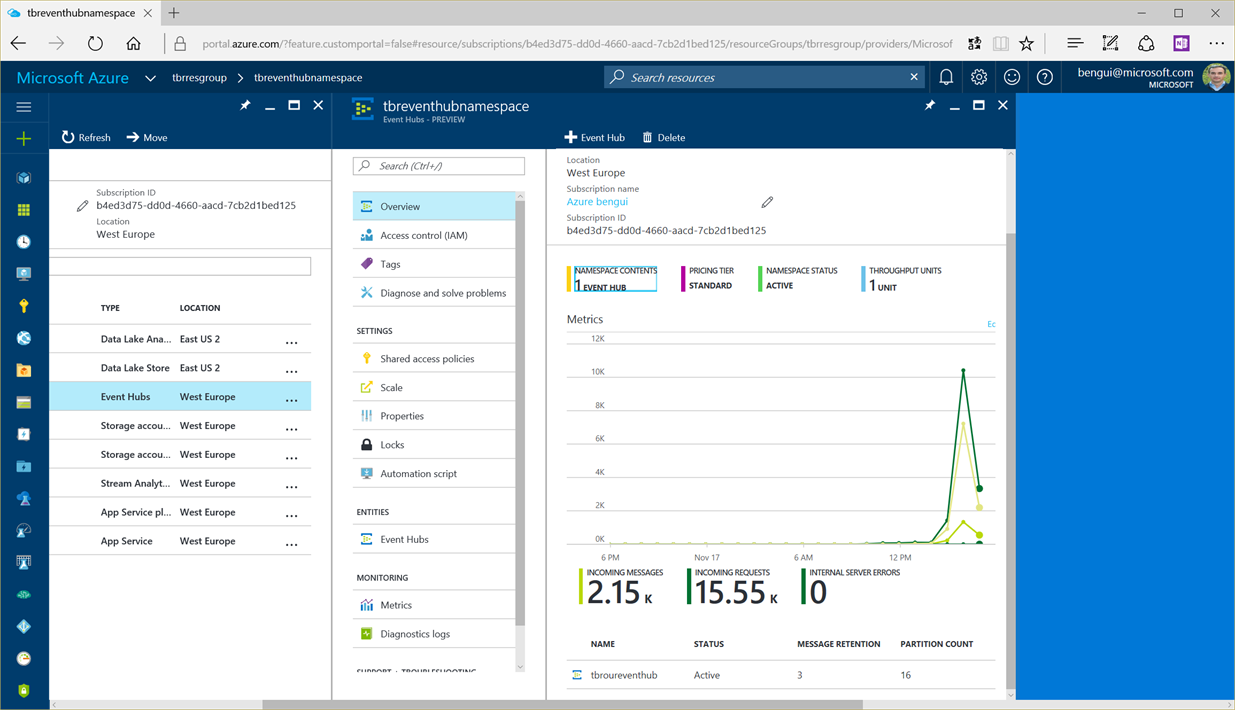 tbreventhubnamespace
portal.azure.com/?feature.customportal=false#resource/subscriptions/b4ed3d75-dd0d-4660-aacd-7cb2d1bed125/resourceGroups/tbrresgroup/providers/Microsof
Microsoft Azure
tbrresgroup
tbreventhubnamespace
Search resources
bengui@microsoft.com
MICROSOFT
Refresh
Move
Subscription ID
b4ed3d75-dd0d-4660-aacd-7cb2d1bed125
Location
West Europe
TYPE LOCATION
Data Lake Ana... East US 2 ...
Data Lake Store East US 2 ...
Event Hubs West Europe ...
Storage accou... West Europe ...
Storage accou... West Europe ...
Stream Analyt... West Europe ...
App Service pl... West Europe ...
App Service West Europe ...
tbreventhubnamespace
Event Hubs - PREVIEW
Search (Ctrl+/)
Overview
Access control (IAM)
Tags
Diagnose and solve problems
SETTINGS
Shared access policies
Scale
Properties
Locks
Automation script
ENTITIES
Event Hubs
MONITORING
Metrics
Diagnostics logs
SUPPORT + TROUBLESHOOTING
Event Hub
Delete
Location
West Europe
Subscription name
Azure bengui
Subscription ID
b4ed3d75-dd0d-4660-aacd-7cb2d1bed125
NAMESPACE CONTENTS
1 EVENT HUB
PRICING TIER
STANDARD
NAMESPACE STATUS
ACTIVE
THROUGHPUT UNITS
1 UNIT
Metrics
Ec
12K
10K
8K
6K
4K
2K
0K
6 PM Nov 17 6 AM 12 PM
INCOMING MESSAGES
2.15 K
INCOMING REQUESTS
15.55 K
INTERNAL SERVER ERRORS
0
NAME STATUS MESSAGE RETENTION PARTITION COUNT
tbroureventhub Active 3 16